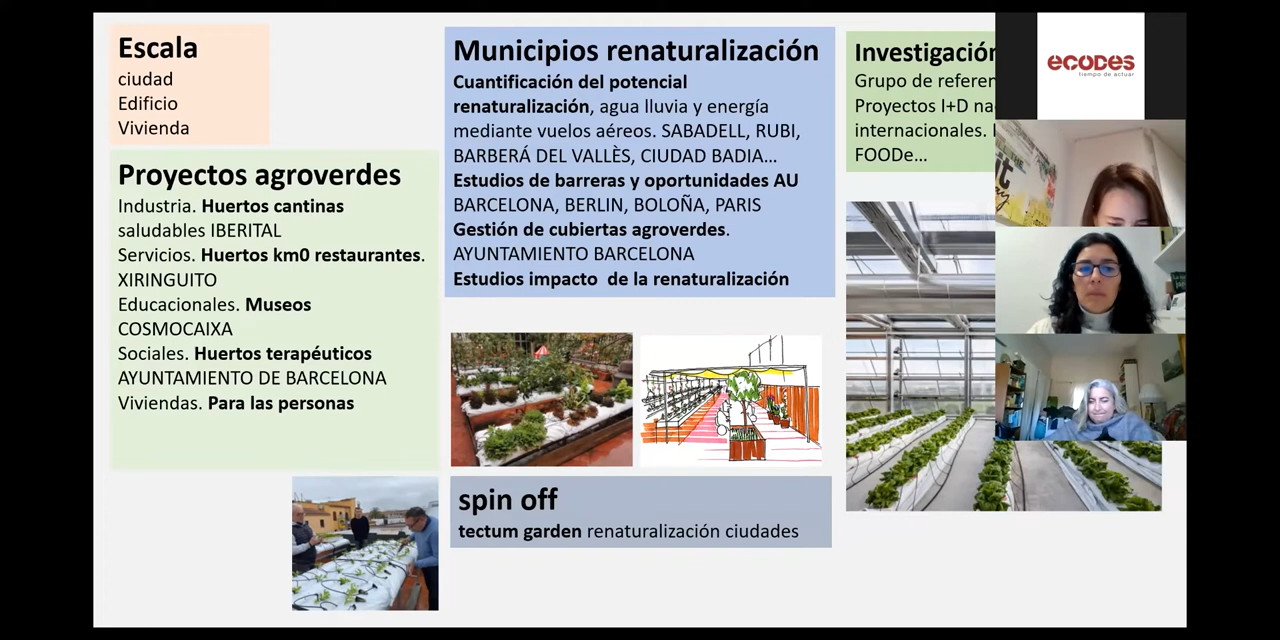 Escala
ciudad
Edificio
Vivienda
Proyectos agroverdes
Industria. Huertos cantinas
saludables IBERITAL
Servicios. Huertos km0 restaurantes.
XIRINGUITO
Educacionales. Museos
COSMOCAIXA
Sociales. Huertos terapéuticos
AYUNTAMIENTO DE BARCELONA
Viviendas. Para las personas
Municipios renaturalización
Cuantificación del potencial
renaturalización, agua lluvia y energía
mediante vuelos aéreos. SABADELL, RUBI,
BARBERÁ DEL VALLÈS, CIUDAD BADIA...
Estudios de barreras y oportunidades AU
BARCELONA, BERLIN, BOLOÑA, PARIS
Gestión de cubiertas agroverdes.
AYUNTAMIENTO BARCELONA
Estudios impacto de la renaturalización
spin off
tectum garden renaturalización ciudades
Investigación
Grupo de
Proyectos I+D
internacionales.
FOODe...
ecodes
tiempo de actuar